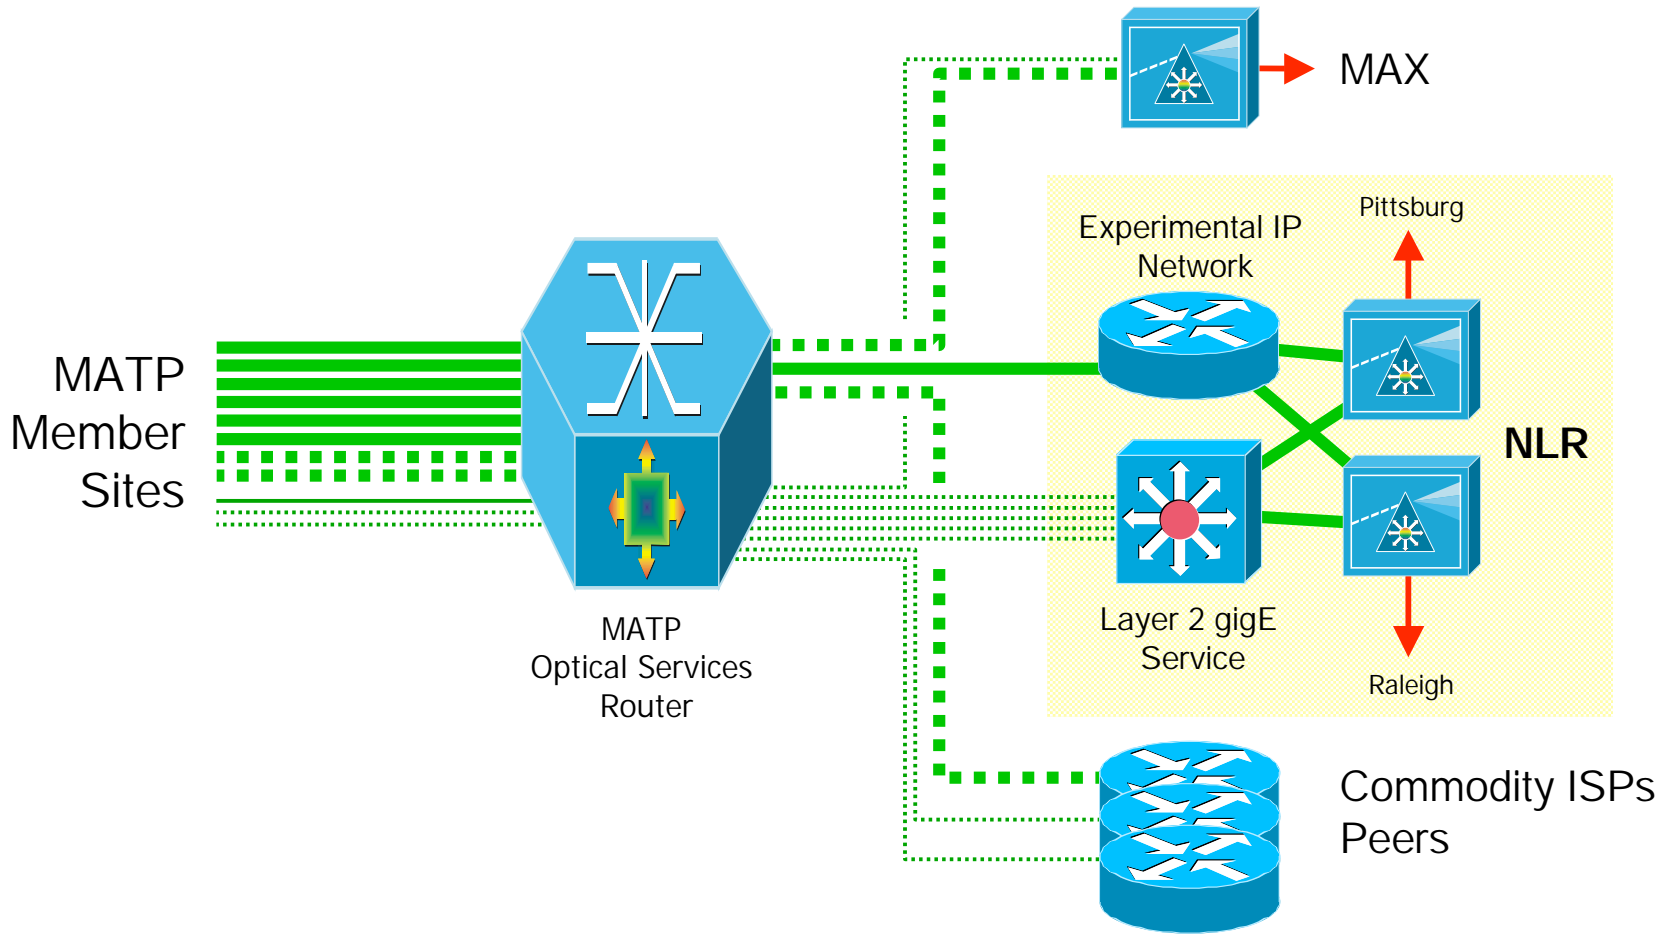 MAX
Pittsburg
Experimental IP
Network
MATP
Member
Sites
NLR
MATP
Optical Services
Router
Layer 2 gigE
Service
Raleigh
Commodity ISPs
Peers